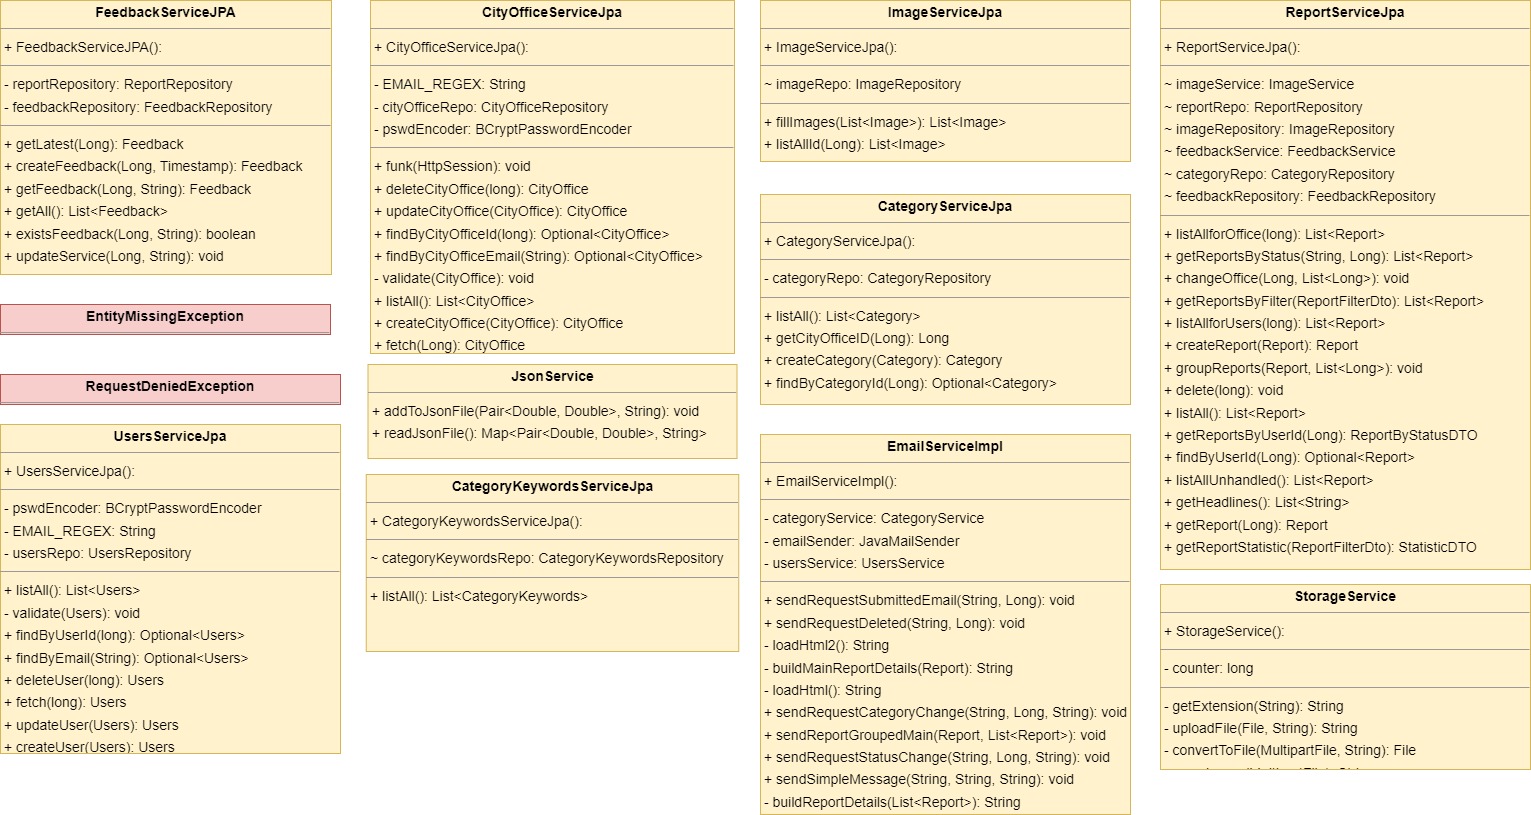 FeedbackServiceJPA
+ FeedbackServiceJPA():
- reportRepository: ReportRepository
- feedbackRepository: FeedbackRepository
+ getLatest(Long): Feedback
+ createFeedback(Long, Timestamp): Feedback
+ getFeedback(Long, String): Feedback
+ getAll(): List<Feedback>
+ existsFeedback(Long, String): boolean
+ updateService(Long, String): void
EntityMissingException
RequestDeniedException
UsersServiceJpa
+ UsersServiceJpa():
- pswdEncoder: BCryptPasswordEncoder
- EMAIL_REGEX: String
- usersRepo: UsersRepository
+ listAll(): List<Users>
- validate(Users): void
+ findByUserId(long): Optional<Users>
+ findByEmail(String): Optional<Users>
+ deleteUser(long): Users
+ fetch(long): Users
+ updateUser(Users): Users
+ createUser(Users): Users
CityOfficeServiceJpa
+ CityOfficeServiceJpa():
- EMAIL_REGEX: String
- cityOfficeRepo: CityOfficeRepository
- pswdEncoder: BCryptPasswordEncoder
+ funk(HttpSession): void
+ deleteCityOffice(long): CityOffice
+ updateCityOffice(CityOffice): CityOffice
+ findByCityOfficeId(long): Optional<CityOffice>
+ findByCityOfficeEmail(String): Optional<CityOffice>
- validate(CityOffice): void
+ listAll(): List<CityOffice>
+ createCityOffice(CityOffice): CityOffice
+ fetch(Long): CityOffice
JsonService
+ addToJsonFile(Pair<Double, Double>, String): void
+ readJsonFile(): Map<Pair<Double, Double>, String>
CategoryKeywordsServiceJpa
+ CategoryKeywordsServiceJpa():
~ categoryKeywordsRepo: CategoryKeywordsRepository
+ listAll(): List<CategoryKeywords>
ImageServiceJpa
+ ImageServiceJpa():
~ imageRepo: ImageRepository
+ fillImages(List<Image>): List<Image>
+ listAllId(Long): List<Image>
CategoryServiceJpa
+ CategoryServiceJpa():
- categoryRepo: CategoryRepository
+ listAll(): List<Category>
+ getCityOfficeID(Long): Long
+ createCategory(Category): Category
+ findByCategoryId(Long): Optional<Category>
EmailServiceImpl
+ EmailServiceImpl():
- categoryService: CategoryService
- emailSender: JavaMailSender
- usersService: UsersService
+ sendRequestSubmittedEmail(String, Long): void
+ sendRequestDeleted(String, Long): void
- loadHtml2(): String
- buildMainReportDetails(Report): String
- loadHtml(): String
+ sendRequestCategoryChange(String, Long, String): void
+ sendReportGroupedMain(Report, List<Report>): void
+ sendRequestStatusChange(String, Long, String): void
+ sendSimpleMessage(String, String, String): void
- buildReportDetails(List<Report>): String
ReportServiceJpa
+ ReportServiceJpa():
~ imageService: ImageService
~ reportRepo: ReportRepository
~ imageRepository: ImageRepository
~ feedbackService: FeedbackService
~ categoryRepo: CategoryRepository
~ feedbackRepository: FeedbackRepository
+ listAllforOffice(long): List<Report>
+ getReportsByStatus(String, Long): List<Report>
+ changeOffice(Long, List<Long>): void
+ getReportsByFilter(ReportFilterDto): List<Report>
+ listAllforUsers(long): List<Report>
+ createReport(Report): Report
+ groupReports(Report, List<Long>): void
+ delete(long): void
+ listAll(): List<Report>
+ getReportsByUserId(Long): ReportByStatusDTO
+ findByUserId(Long): Optional<Report>
+ listAllUnhandled(): List<Report>
+ getHeadlines(): List<String>
+ getReport(Long): Report
+ getReportStatistic(ReportFilterDto): StatisticDTO
StorageService
+ StorageService():
- counter: long
- getExtension(String): String
- uploadFile(File, String): String
- convertToFile(MultipartFile, String): File